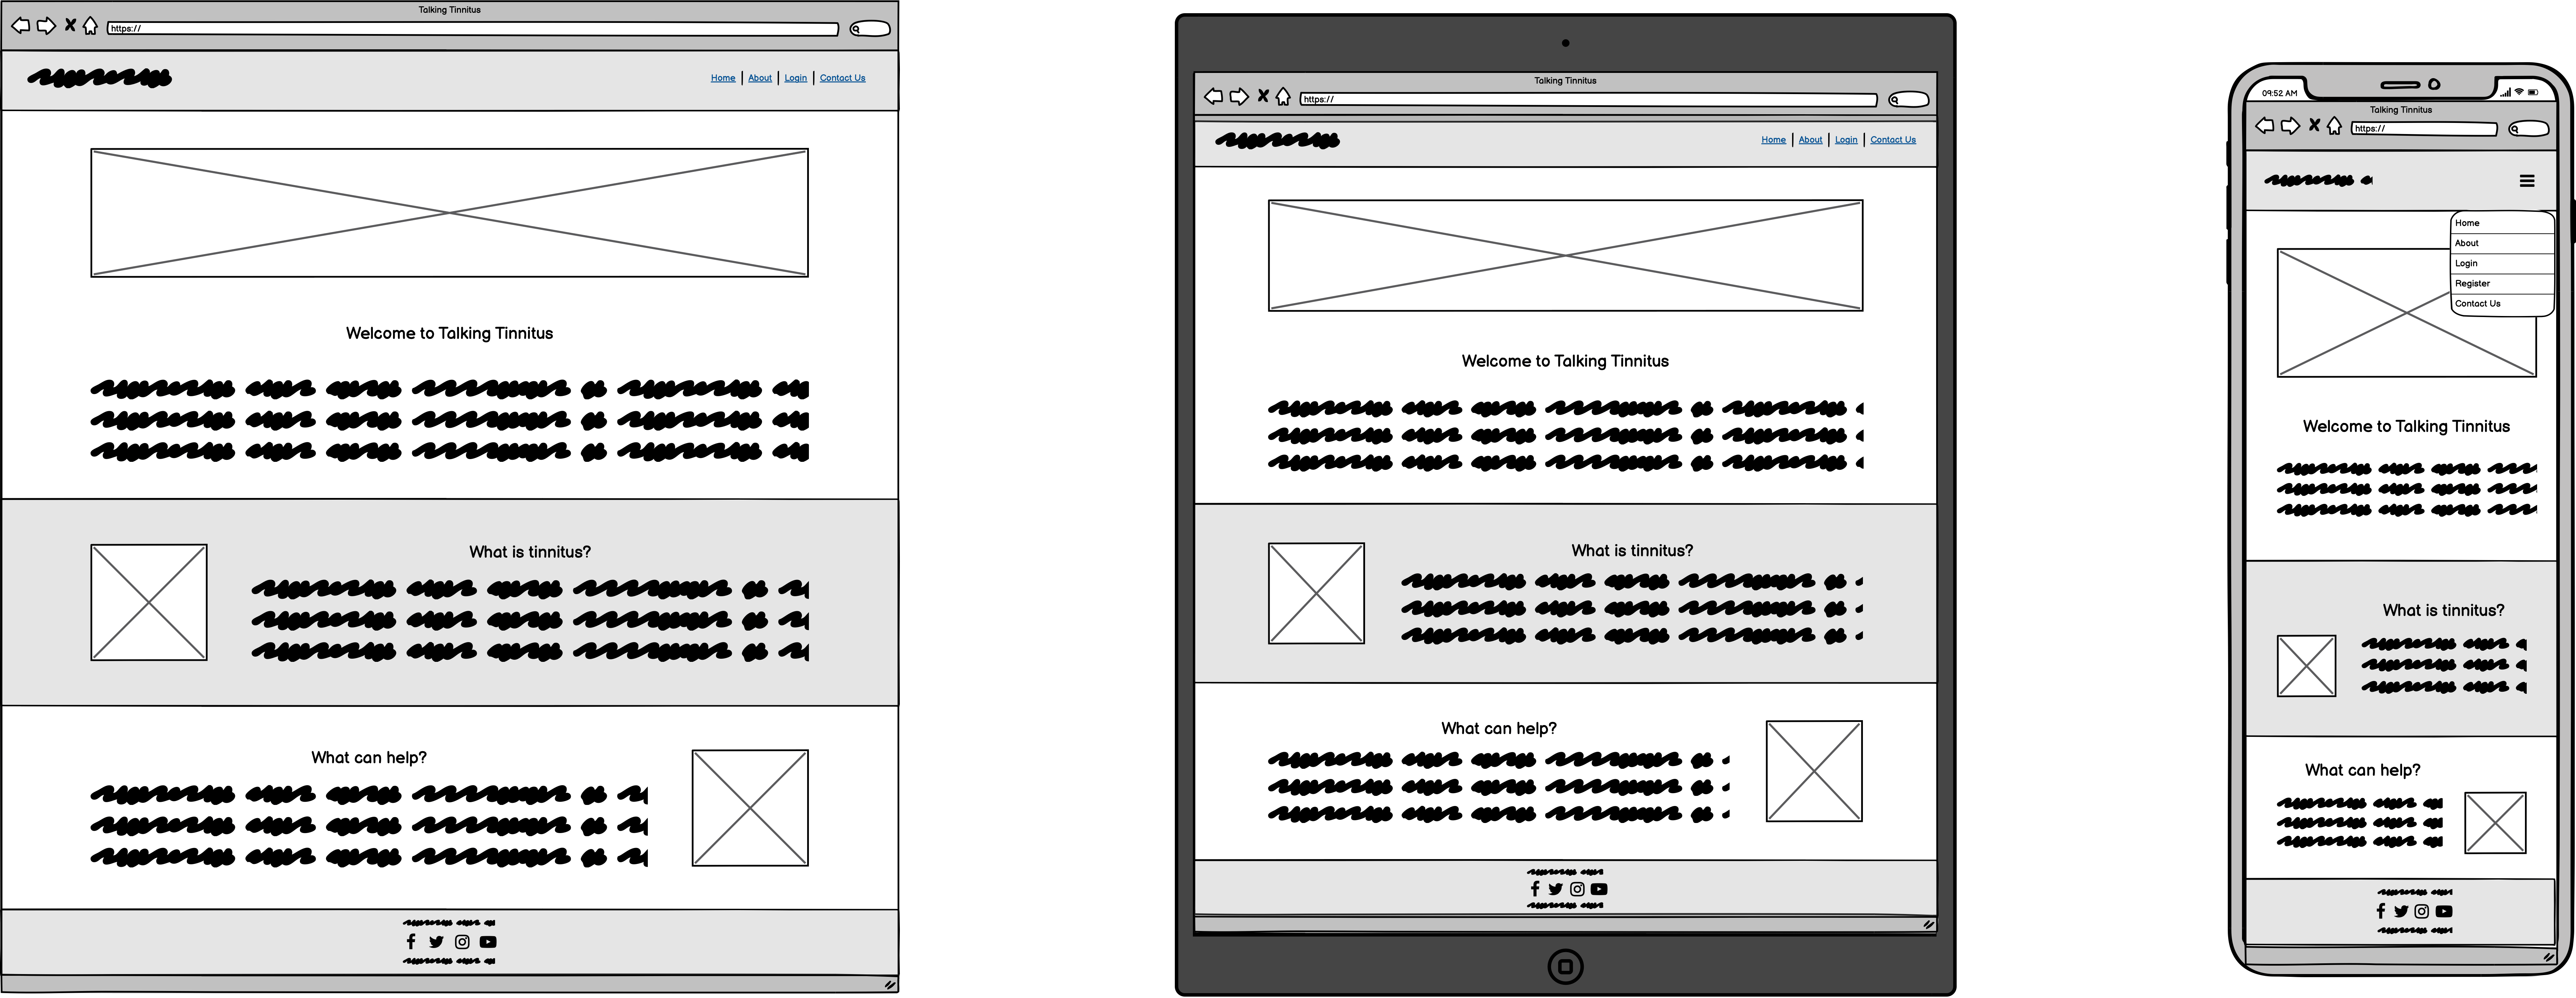 Talking Tinnitus
https://
Home | About | Login | Contact Us
Welcome to Talking Tinnitus
What is tinnitus?
What can help?
Talking Tinnitus
https://
Home | About | Login | Contact Us
Welcome to Talking Tinnitus
What is tinnitus?
What can help?
09:52 AM
Talking Tinnitus
https://
Home
About
Login
Register
Contact Us
Welcome to Talking Tinnitus
What is tinnitus?
What can help?